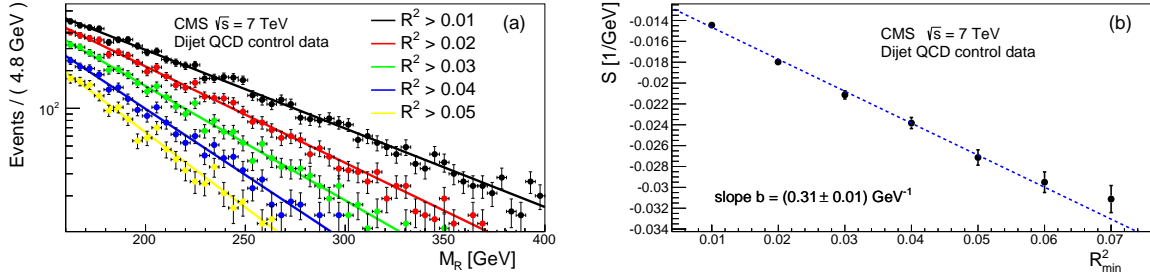 (a)
CMS √s = 7 TeV
Dijet QCD control data
R² > 0.01
R² > 0.02
R² > 0.03
R² > 0.04
R² > 0.05
Events / ( 4.8 GeV )
10²
200 250 300 350 400
M_R [GeV]
(b)
CMS √s = 7 TeV
Dijet QCD control data
S [1/GeV]
-0.014
-0.016
-0.018
-0.02
-0.022
-0.024
-0.026
-0.028
-0.03
-0.032
-0.034
slope b = (0.31 ± 0.01) GeV⁻¹
0.01 0.02 0.03 0.04 0.05 0.06 0.07
R²_min